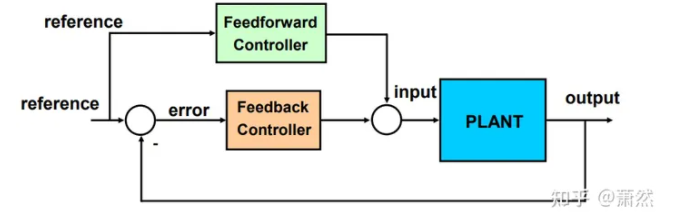 reference
Feedforward
Controller
reference
error
Feedback
Controller
input
PLANT
output
-
知乎 @萧然